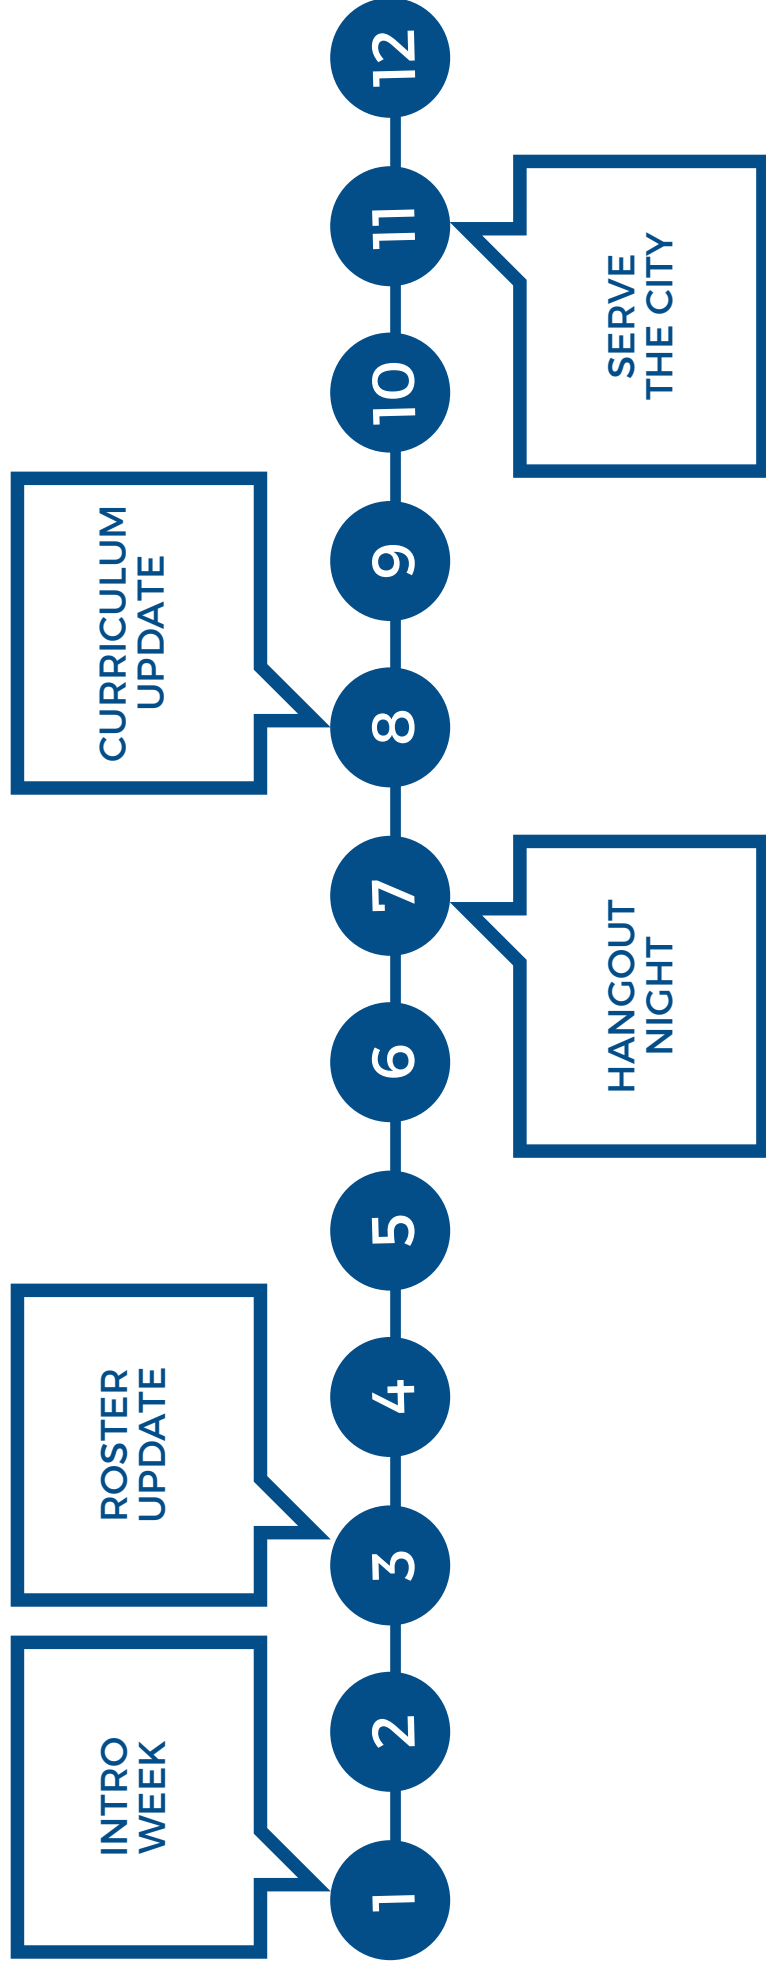 INTRO
WEEK
ROSTER
UPDATE
CURRICULUM
UPDATE
1
2
3
4
5
6
7
8
9
10
11
12
HANGOUT
NIGHT
SERVE
THE CITY